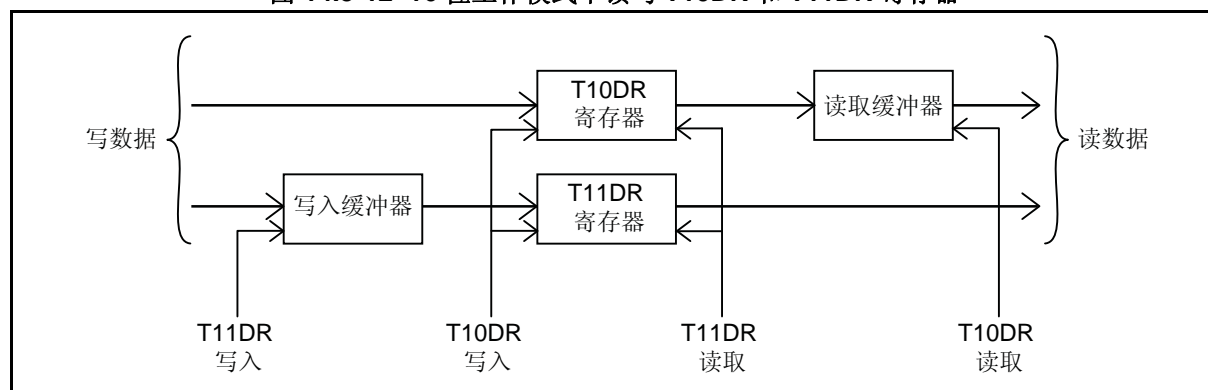 T10DR
寄存器
读取缓冲器
写数据
读数据
写入缓冲器
T11DR
寄存器
T11DR
写入
T10DR
写入
T11DR
读取
T10DR
读取